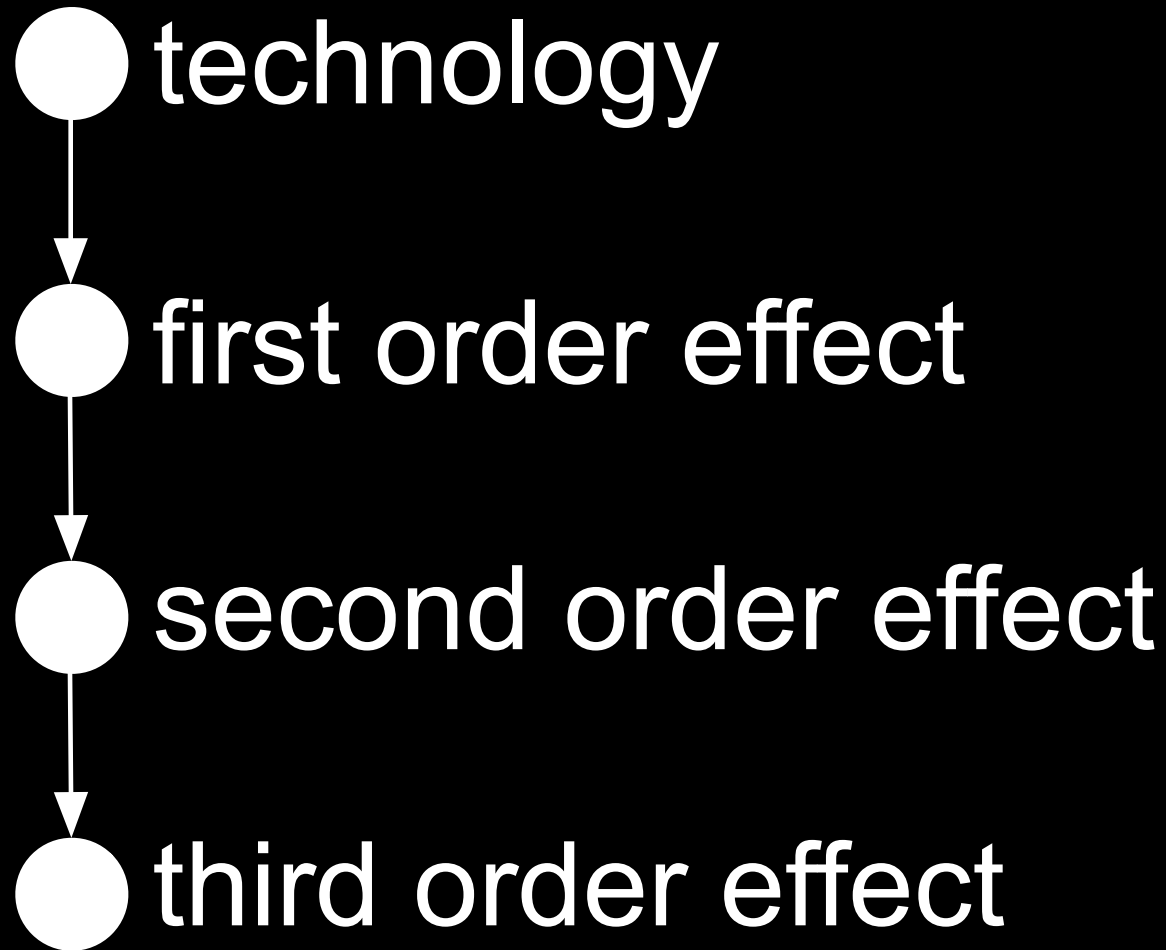 technology
first order effect
second order effect
third order effect